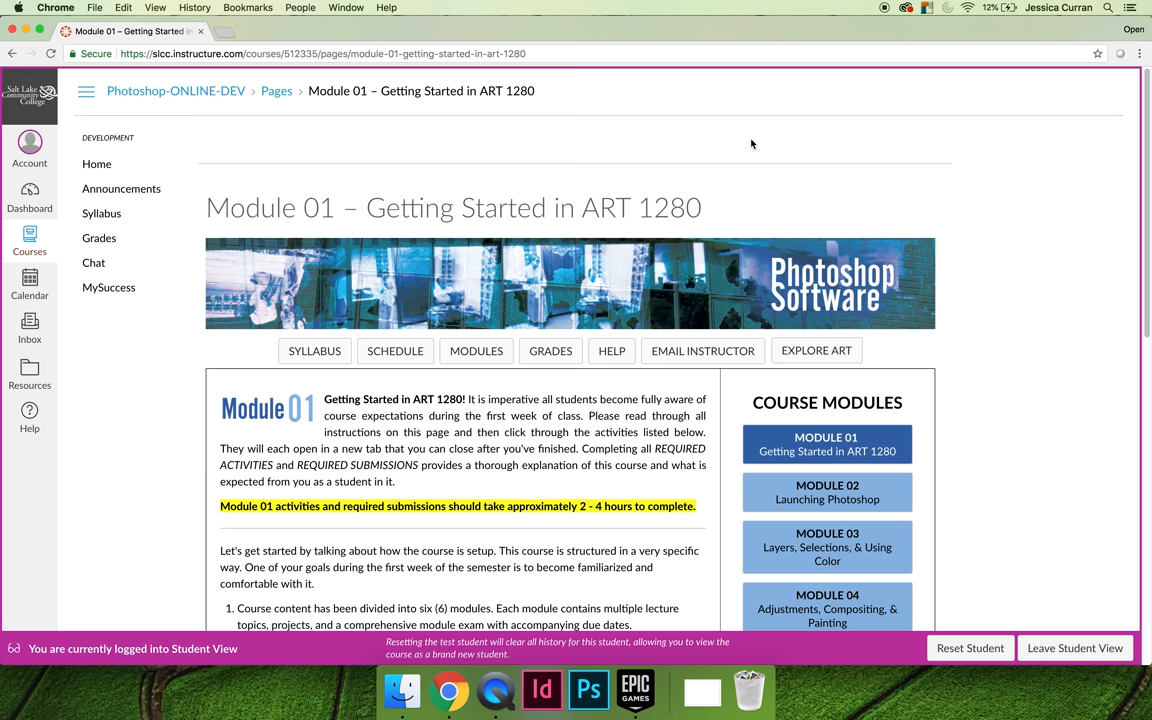 Chrome File Edit View History Bookmarks People Window Help 12% Jessica Curran
Module 01 – Getting Started in
Open
Secure https://slcc.instructure.com/courses/512335/pages/module-01-getting-started-in-art-1280
Salt Lake
Community
College
Photoshop-ONLINE-DEV › Pages › Module 01 – Getting Started in ART 1280
Account
Dashboard
Courses
Calendar
Inbox
Resources
Help
DEVELOPMENT
Home
Announcements
Syllabus
Grades
Chat
MySuccess
Module 01 – Getting Started in ART 1280
Photoshop
Software
SYLLABUS SCHEDULE MODULES GRADES HELP EMAIL INSTRUCTOR EXPLORE ART
Module 01
Getting Started in ART 1280! It is imperative all students become fully aware of
course expectations during the first week of class. Please read through all
instructions on this page and then click through the activities listed below.
They will each open in a new tab that you can close after you've finished. Completing all REQUIRED
ACTIVITIES and REQUIRED SUBMISSIONS provides a thorough explanation of this course and what is
expected from you as a student in it.
Module 01 activities and required submissions should take approximately 2 - 4 hours to complete.
Let's get started by talking about how the course is setup. This course is structured in a very specific
way. One of your goals during the first week of the semester is to become familiarized and
comfortable with it.
1. Course content has been divided into six (6) modules. Each module contains multiple lecture
topics, projects, and a comprehensive module exam with accompanying due dates.
COURSE MODULES
MODULE 01
Getting Started in ART 1280
MODULE 02
Launching Photoshop
MODULE 03
Layers, Selections, & Using
Color
MODULE 04
Adjustments, Compositing, &
Painting
You are currently logged into Student View
Resetting the test student will clear all history for this student, allowing you to view the
course as a brand new student.
Reset Student
Leave Student View
Id
Ps
EPIC
GAMES